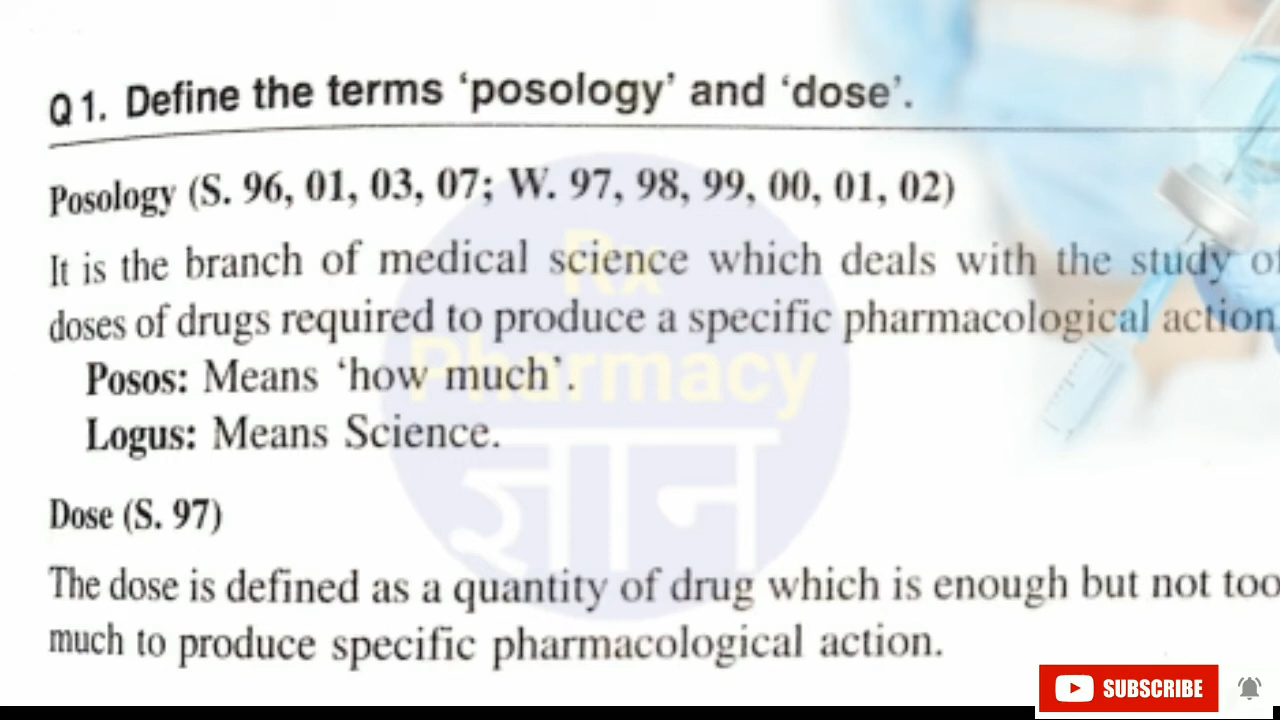 Q 1. Define the terms ‘posology’ and ‘dose’.
Posology (S. 96, 01, 03, 07; W. 97, 98, 99, 00, 01, 02)
It is the branch of medical science which deals with the study of
doses of drugs required to produce a specific pharmacological action
Posos: Means ‘how much’.
Logus: Means Science.
Dose (S. 97)
The dose is defined as a quantity of drug which is enough but not too
much to produce specific pharmacological action.
Rx
Pharmacy
ज्ञान
SUBSCRIBE